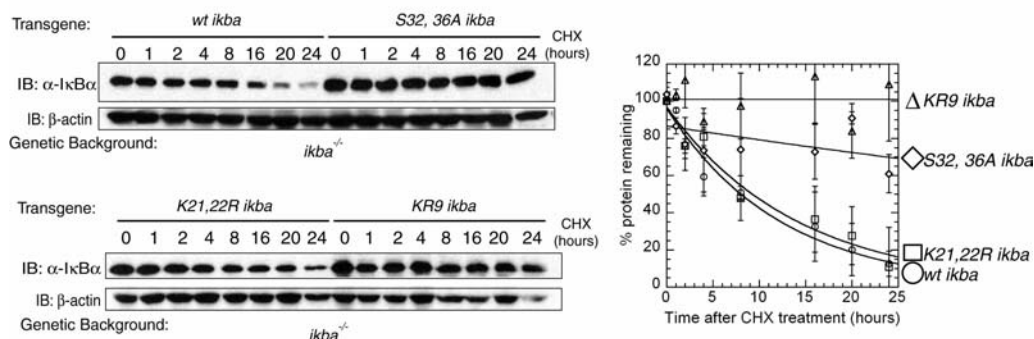 Transgene: wt ikba S32, 36A ikba
0 1 2 4 8 16 20 24 0 1 2 4 8 16 20 24 CHX (hours)
IB: α-IκBα
IB: β-actin
Genetic Background: ikba-/-
Transgene: K21,22R ikba KR9 ikba
0 1 2 4 8 16 20 24 0 1 2 4 8 16 20 24 CHX (hours)
IB: α-IκBα
IB: β-actin
Genetic Background: ikba-/-
% protein remaining
120
100
80
60
40
20
0
0 5 10 15 20 25
Time after CHX treatment (hours)
KR9 ikba
S32, 36A ikba
K21,22R ikba
wt ikba